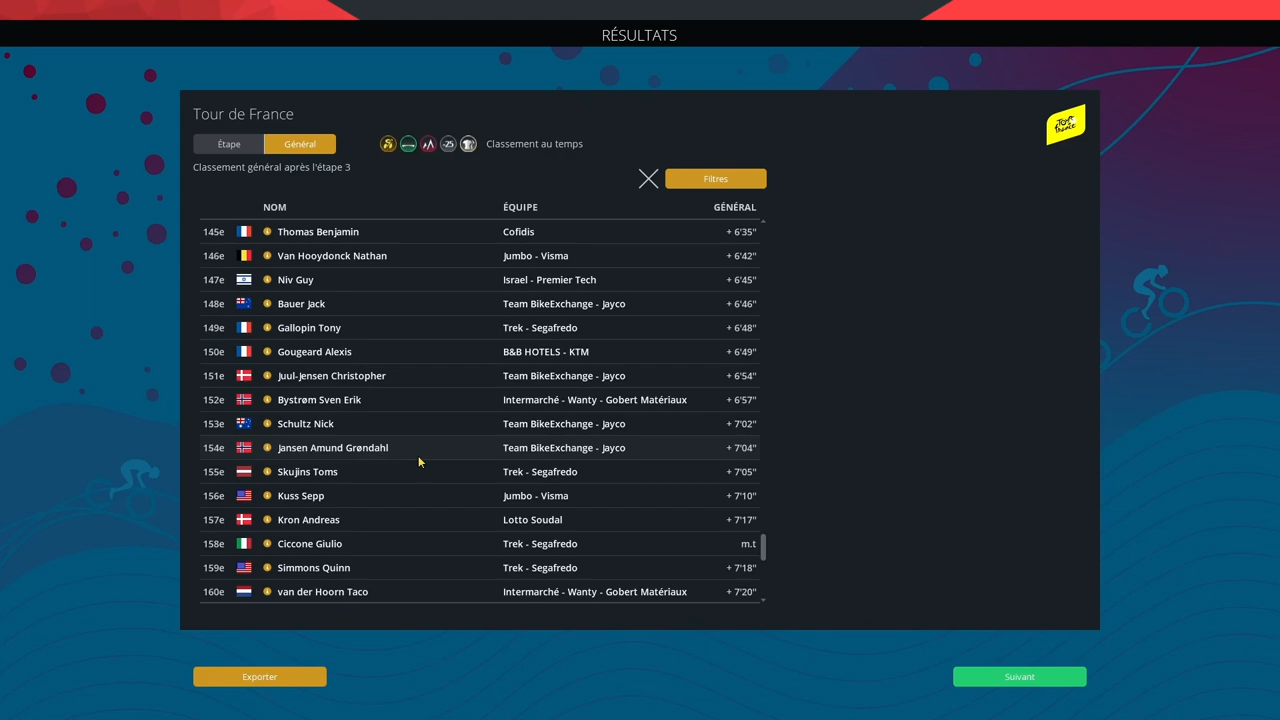 RÉSULTATS
Tour de France
Tour de France
Étape Général -25 Classement au temps
Classement général après l'étape 3
Filtres
NOM ÉQUIPE GÉNÉRAL
145e Thomas Benjamin Cofidis + 6'35"
146e Van Hooydonck Nathan Jumbo - Visma + 6'42"
147e Niv Guy Israel - Premier Tech + 6'45"
148e Bauer Jack Team BikeExchange - Jayco + 6'46"
149e Gallopin Tony Trek - Segafredo + 6'48"
150e Gougeard Alexis B&B HOTELS - KTM + 6'49"
151e Juul-Jensen Christopher Team BikeExchange - Jayco + 6'54"
152e Bystrøm Sven Erik Intermarché - Wanty - Gobert Matériaux + 6'57"
153e Schultz Nick Team BikeExchange - Jayco + 7'02"
154e Jansen Amund Grøndahl Team BikeExchange - Jayco + 7'04"
155e Skujins Toms Trek - Segafredo + 7'05"
156e Kuss Sepp Jumbo - Visma + 7'10"
157e Kron Andreas Lotto Soudal + 7'17"
158e Ciccone Giulio Trek - Segafredo m.t
159e Simmons Quinn Trek - Segafredo + 7'18"
160e van der Hoorn Taco Intermarché - Wanty - Gobert Matériaux + 7'20"
Exporter Suivant